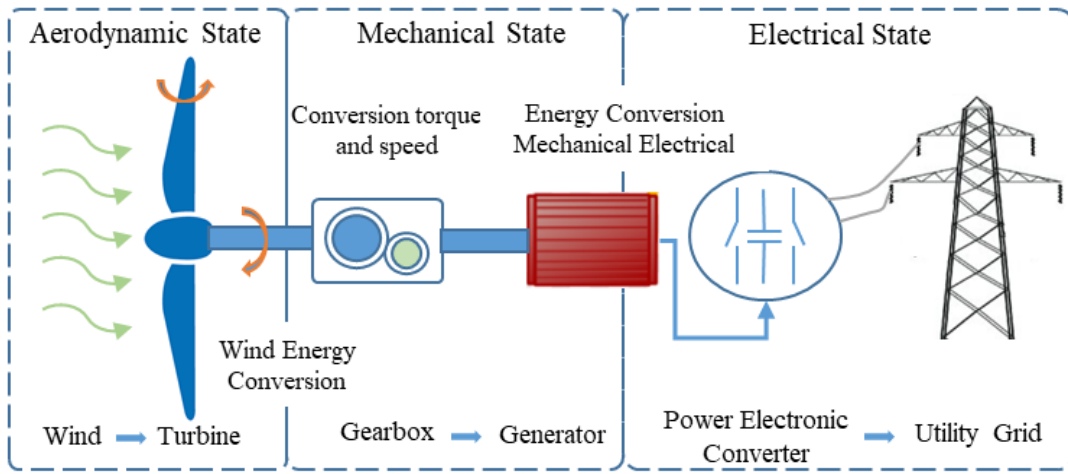 Aerodynamic State
Mechanical State
Electrical State
Conversion torque
and speed
Energy Conversion
Mechanical Electrical
Wind Energy
Conversion
Wind
Turbine
Gearbox
Generator
Power Electronic
Converter
Utility Grid